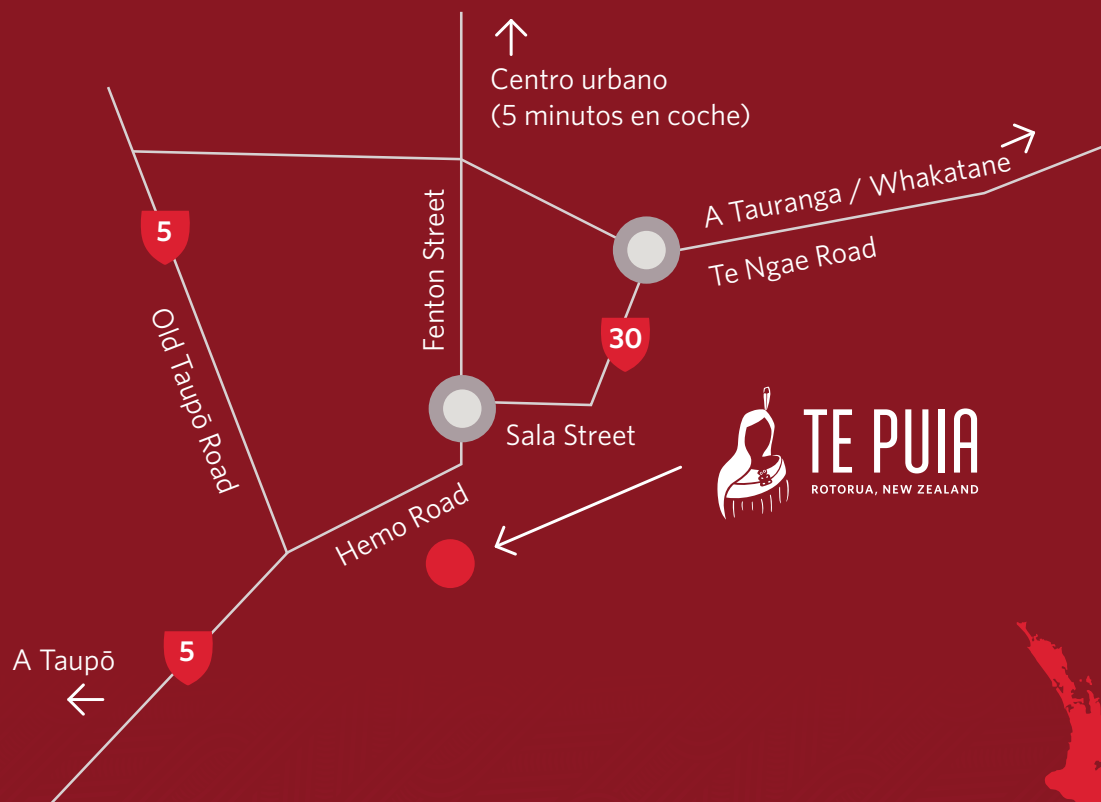 Centro urbano
(5 minutos en coche)
A Tauranga / Whakatane
Te Ngae Road
5
Fenton Street
30
Old Taupō Road
Sala Street
TE PUIA
ROTORUA, NEW ZEALAND
Hemo Road
5
A Taupō